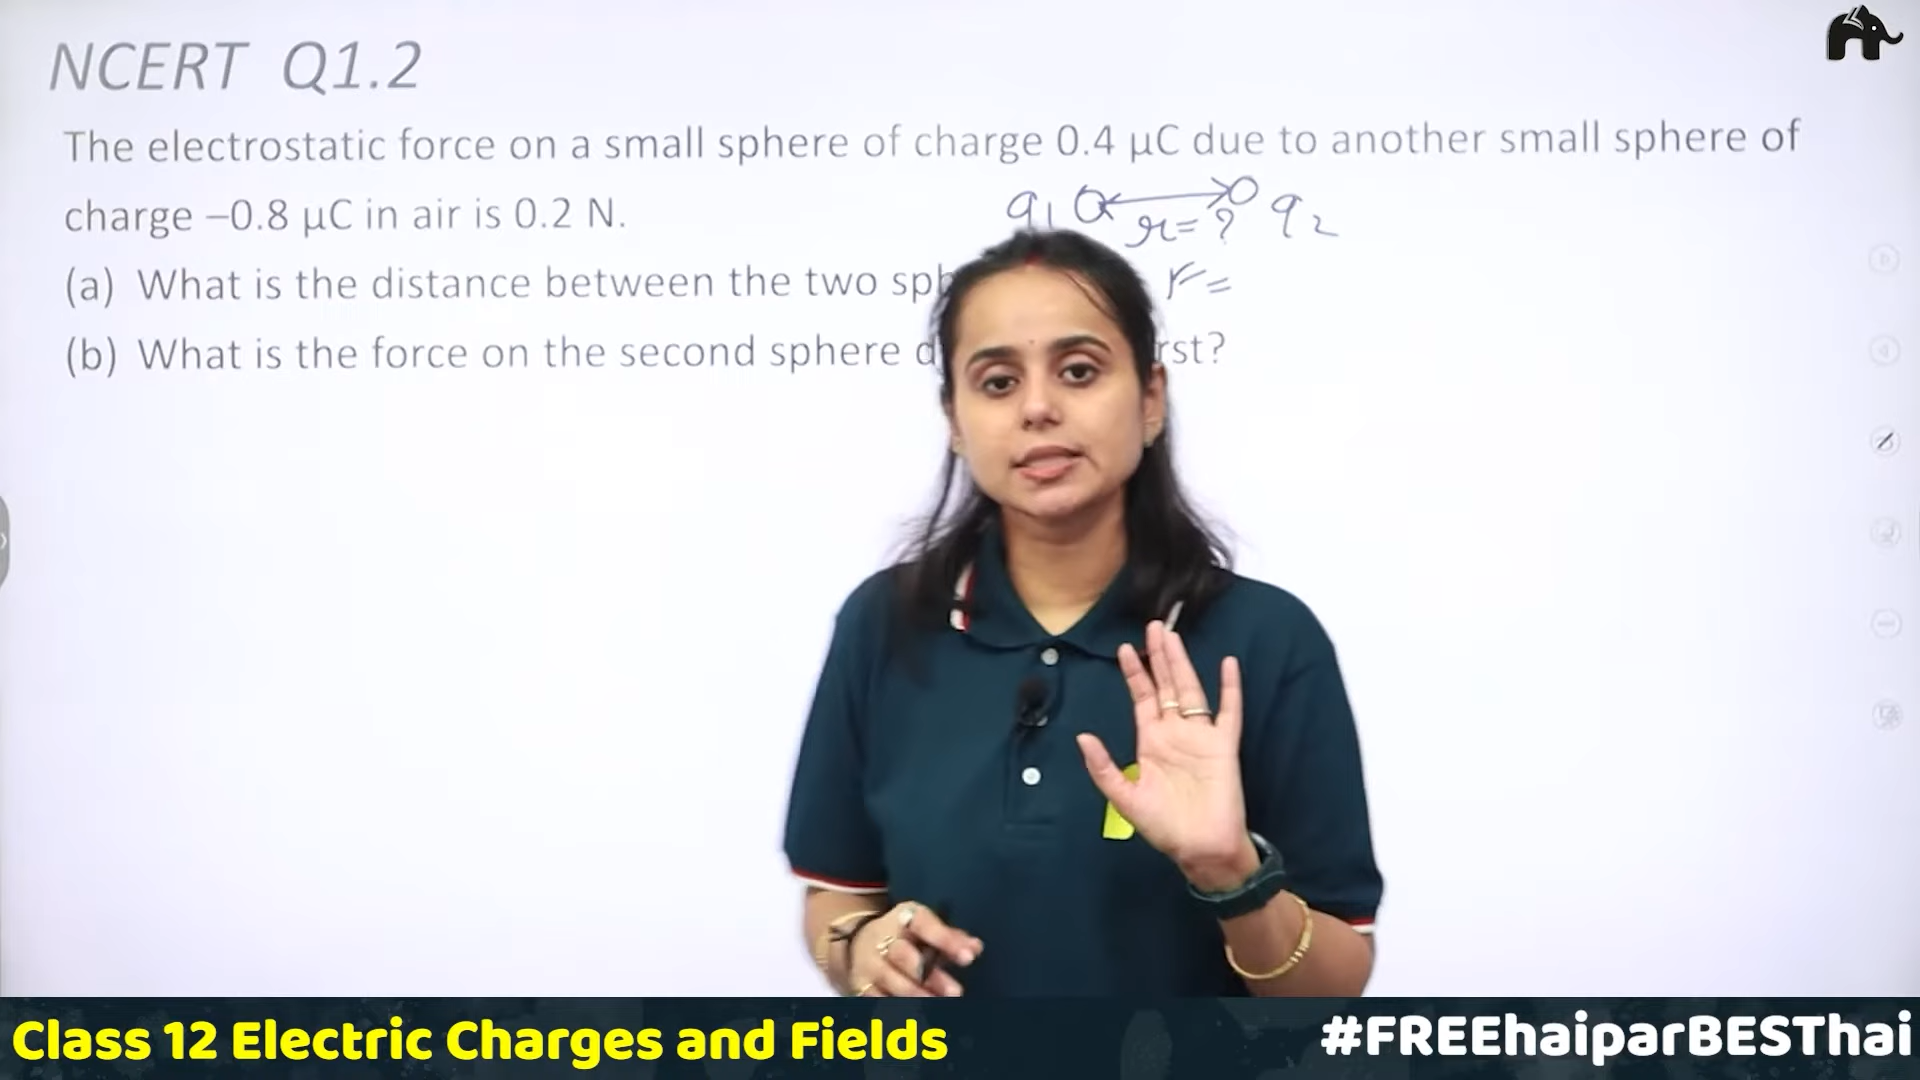 NCERT Q1.2
The electrostatic force on a small sphere of charge 0.4 μC due to another small sphere of
charge –0.8 μC in air is 0.2 N.
q1 r=? q2
(a) What is the distance between the two
r=
(b) What is the force on the second sphere
Class 12 Electric Charges and Fields
#FREEhaiparBESThai